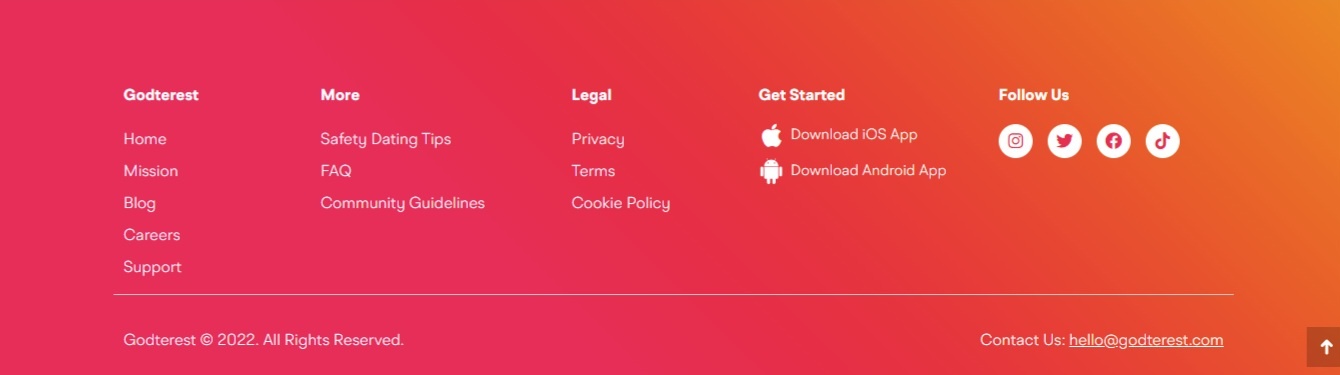 Godterest
Home
Mission
Blog
Careers
Support
More
Safety Dating Tips
FAQ
Community Guidelines
Legal
Privacy
Terms
Cookie Policy
Get Started
Download iOS App
Download Android App
Follow Us
Godterest © 2022. All Rights Reserved.
Contact Us: hello@godterest.com